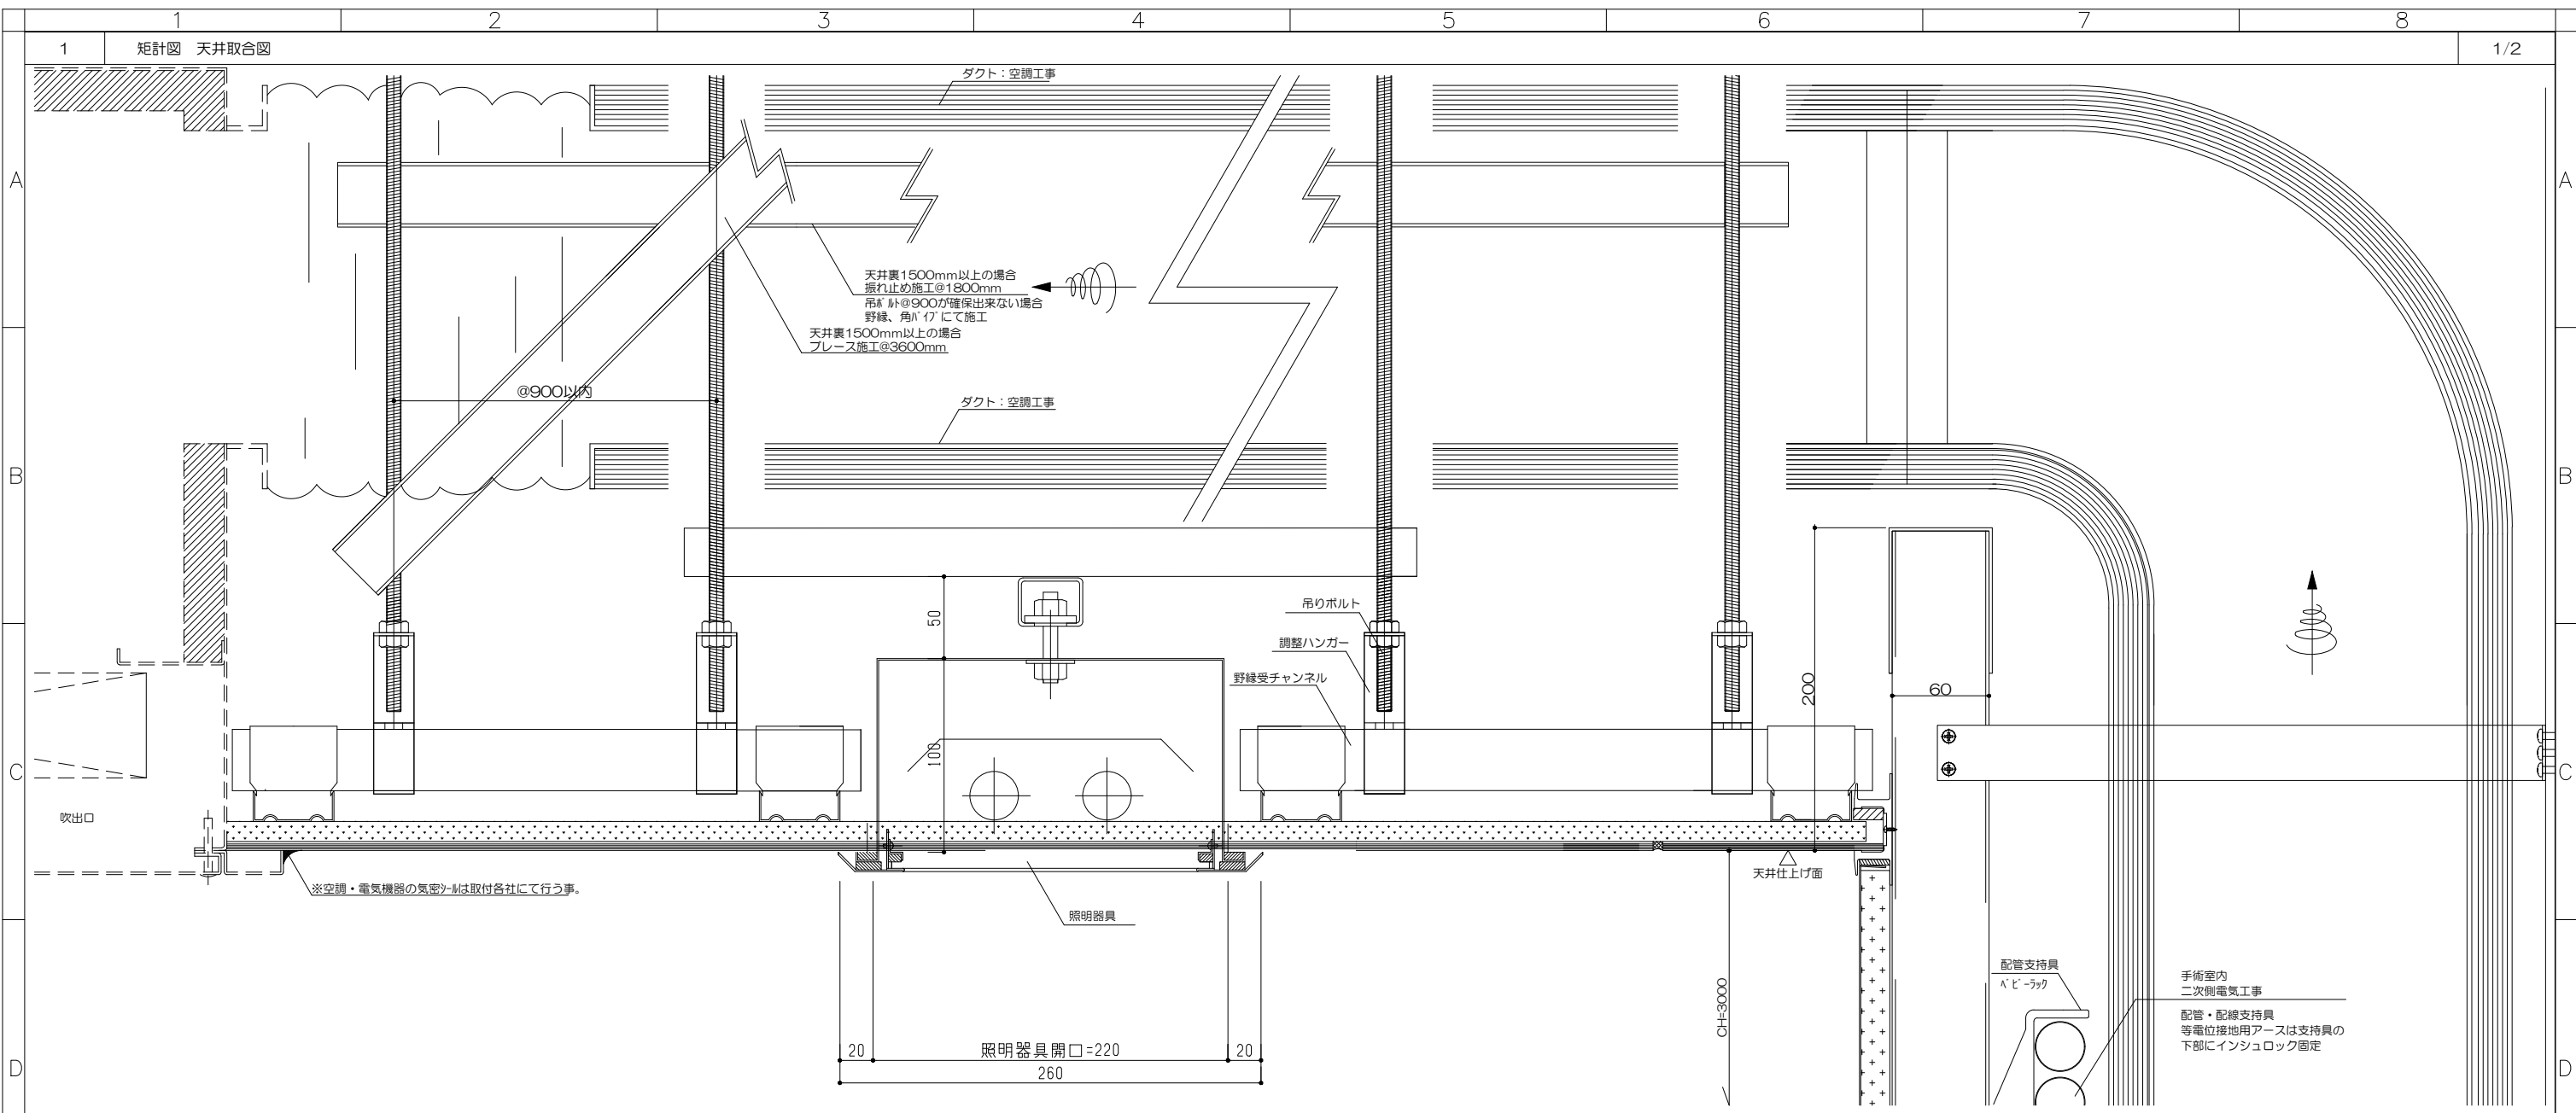 1 2 3 4 5 6 7 8
1 矩計図 天井取合図 1/2
ダクト：空調工事
A A
天井裏1500mm以上の場合
振れ止め施工@1800mm
吊ﾎﾞﾙﾄ@900が確保出来ない場合
野縁、角ﾊﾟｲﾌﾟにて施工
天井裏1500mm以上の場合
ブレース施工@3600mm
@900以内
ダクト：空調工事
B B
50
吊りボルト
調整ハンガー
野縁受チャンネル
200
60
100
C C
吹出口
天井仕上げ面
※空調・電気機器の気密ｼｰﾙは取付各社にて行う事。
照明器具
CH=3000
配管支持具
ﾍﾞﾋﾞｰﾗｯｸ
手術室内
二次側電気工事
配管・配線支持具
等電位接地用アースは支持具の
下部にインシュロック固定
20 照明器具開口=220 20
260
D D